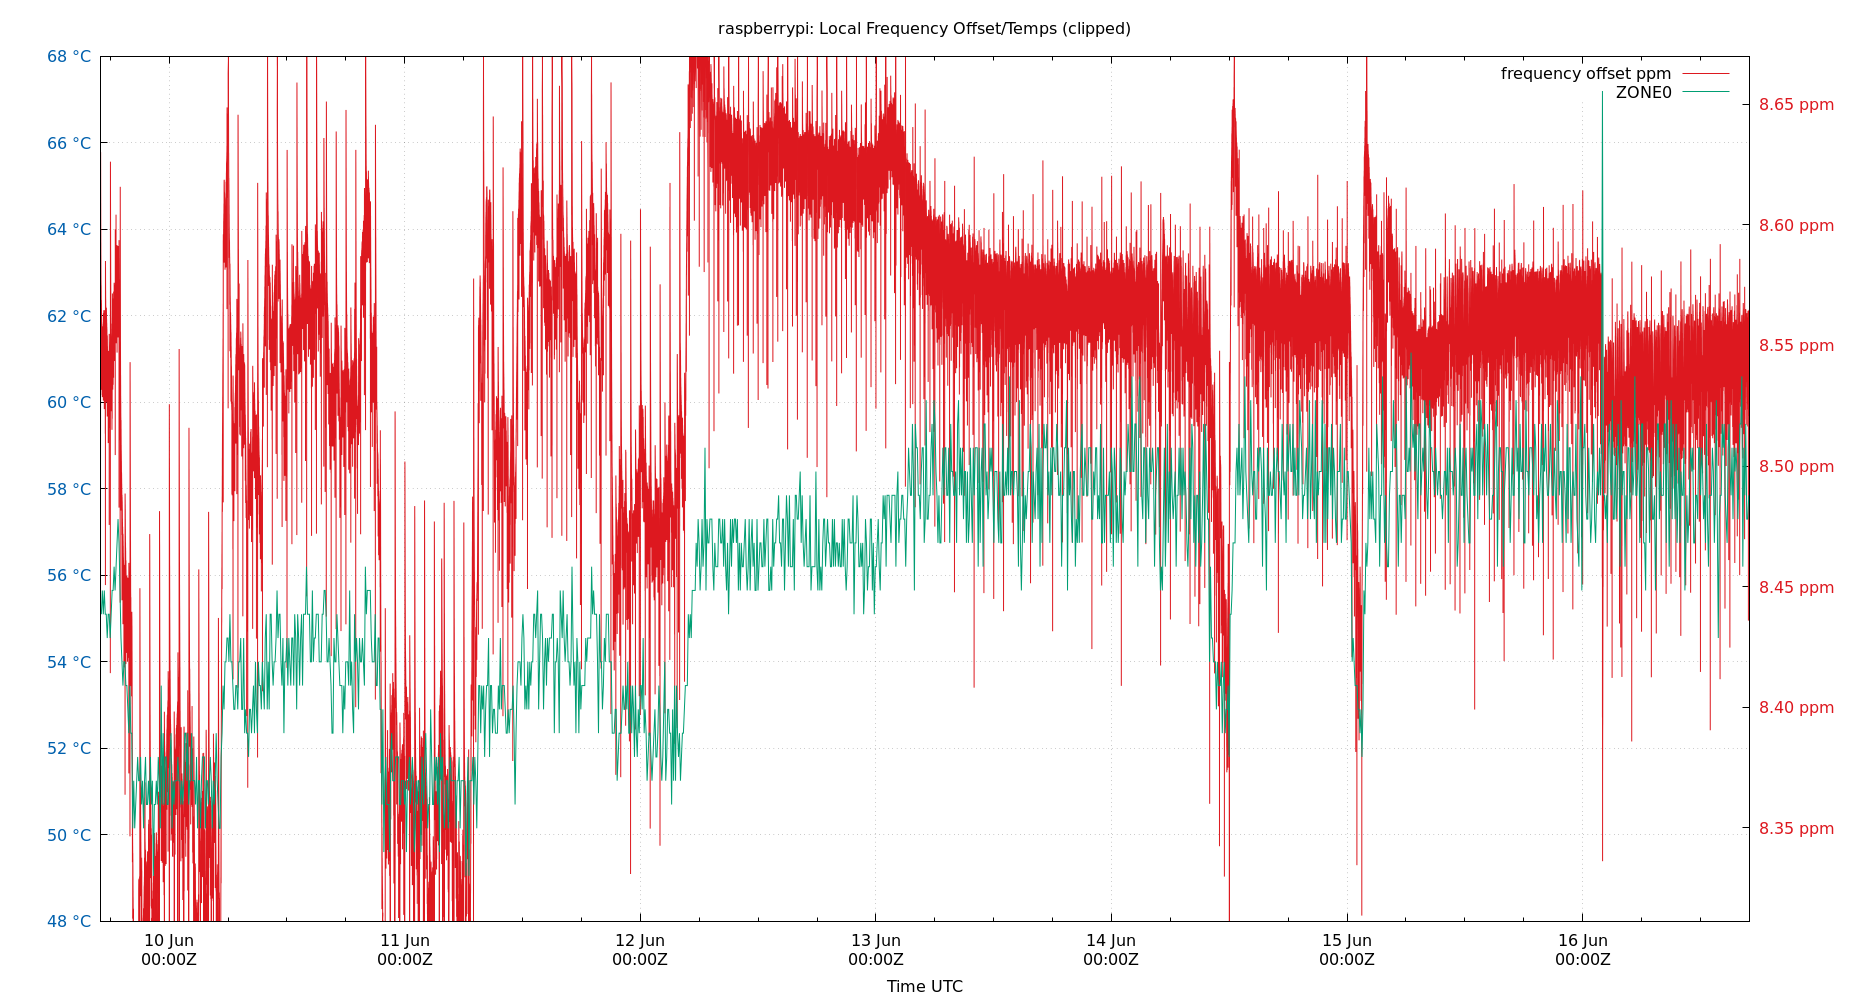 raspberrypi: Local Frequency Offset/Temps (clipped)
frequency offset ppm
ZONE0
68 °C
66 °C
64 °C
62 °C
60 °C
58 °C
56 °C
54 °C
52 °C
50 °C
48 °C
8.65 ppm
8.60 ppm
8.55 ppm
8.50 ppm
8.45 ppm
8.40 ppm
8.35 ppm
10 Jun 11 Jun 12 Jun 13 Jun 14 Jun 15 Jun 16 Jun
00:00Z 00:00Z 00:00Z 00:00Z 00:00Z 00:00Z 00:00Z
Time UTC